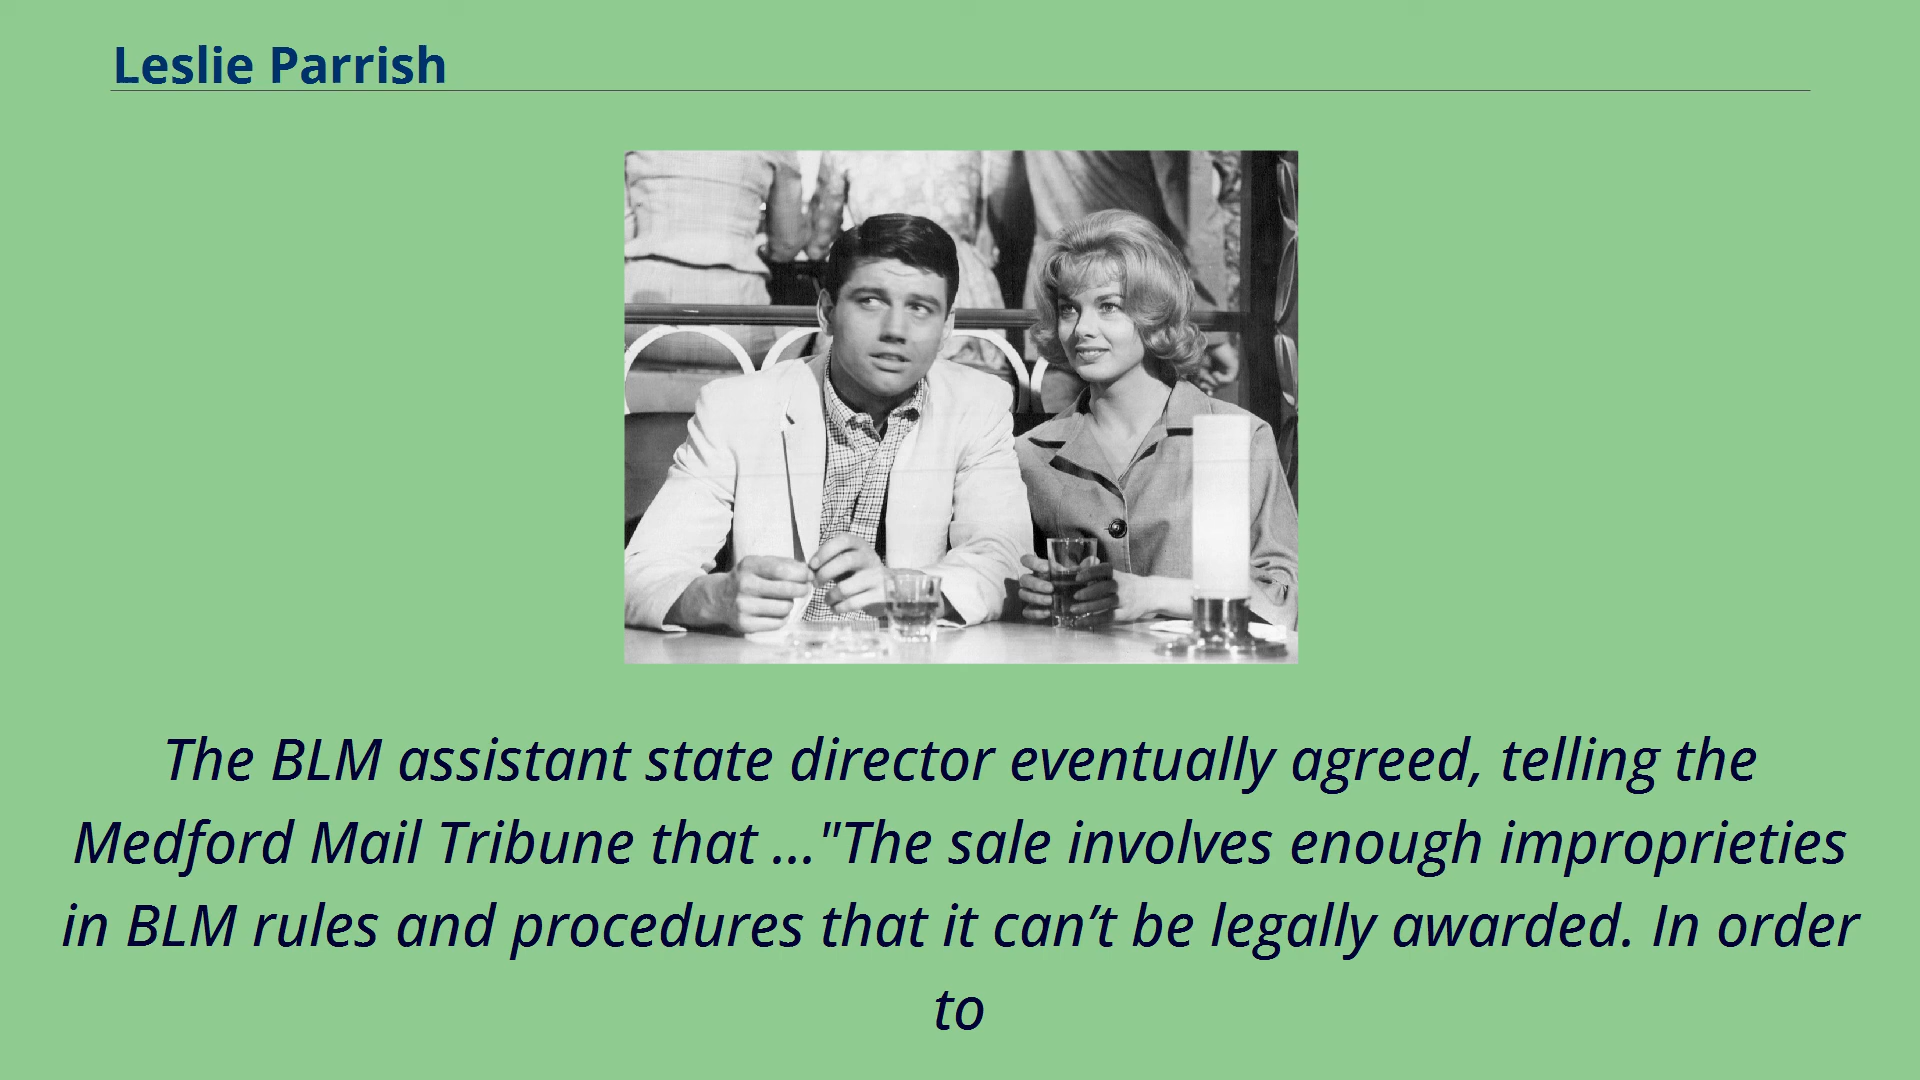 Leslie Parrish
The BLM assistant state director eventually agreed, telling the
Medford Mail Tribune that ..."The sale involves enough improprieties
in BLM rules and procedures that it can’t be legally awarded. In order
to